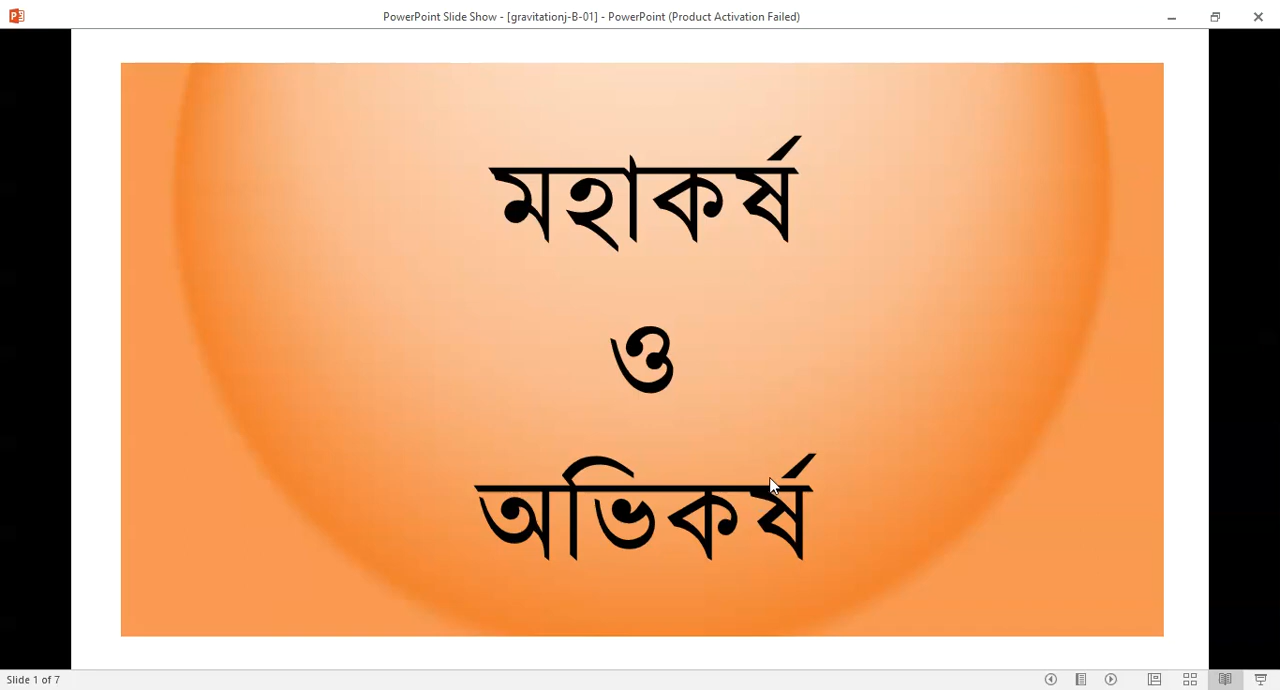 PowerPoint Slide Show - [gravitationj-B-01] - PowerPoint (Product Activation Failed)
মহাকর্ষ
ও
অভিকর্ষ
Slide 1 of 7